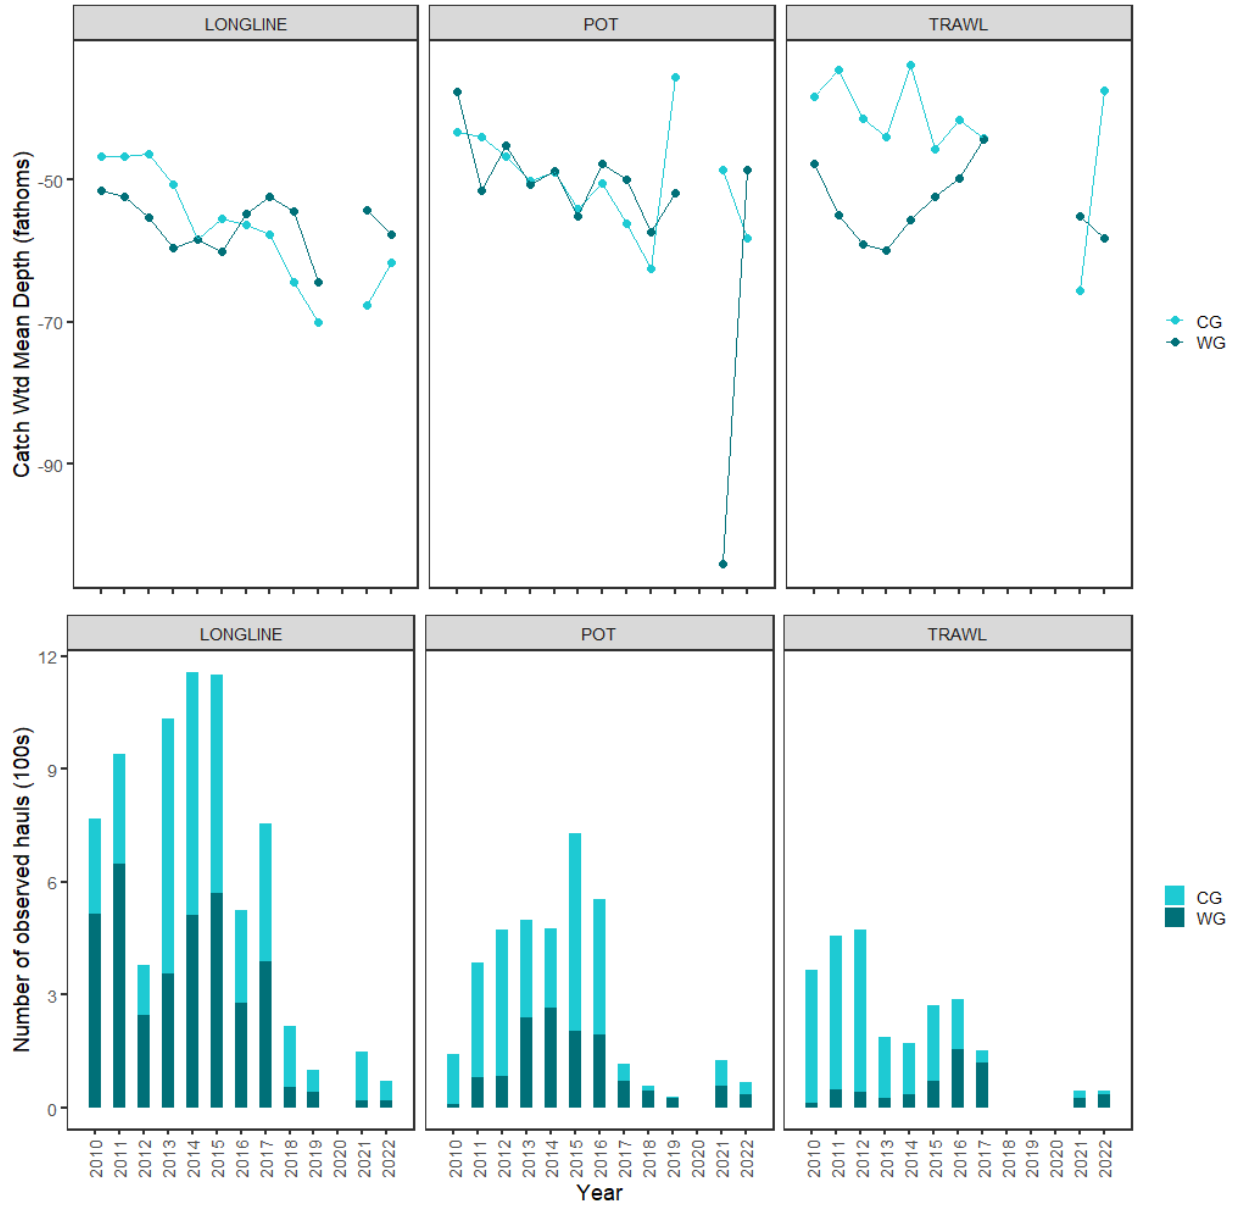 LONGLINE POT TRAWL
Catch Wtd Mean Depth (fathoms)
-50
-70
-90
CG
WG
LONGLINE POT TRAWL
Number of observed hauls (100s)
12
9
6
3
0
CG
WG
2010 2011 2012 2013 2014 2015 2016 2017 2018 2019 2020 2021 2022 2010 2011 2012 2013 2014 2015 2016 2017 2018 2019 2020 2021 2022 2010 2011 2012 2013 2014 2015 2016 2017 2018 2019 2020 2021 2022
Year